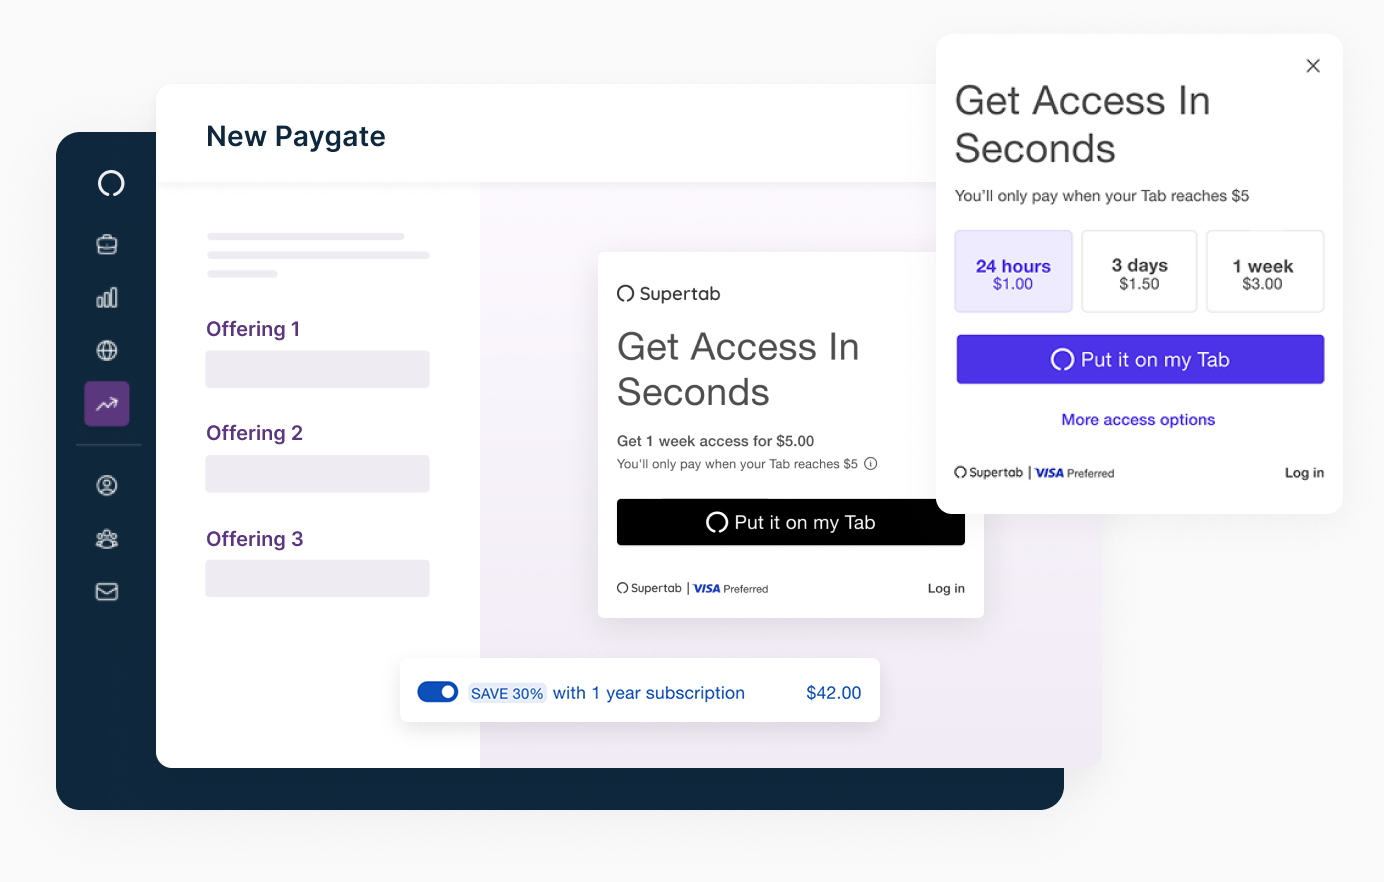 New Paygate
Offering 1
Offering 2
Offering 3
Supertab
Get Access In
Seconds
Get 1 week access for $5.00
You'll only pay when your Tab reaches $5
Put it on my Tab
Supertab | VISA Preferred
Log in
SAVE 30% with 1 year subscription $42.00
Get Access In
Seconds
You'll only pay when your Tab reaches $5
24 hours
$1.00
3 days
$1.50
1 week
$3.00
Put it on my Tab
More access options
Supertab | VISA Preferred
Log in